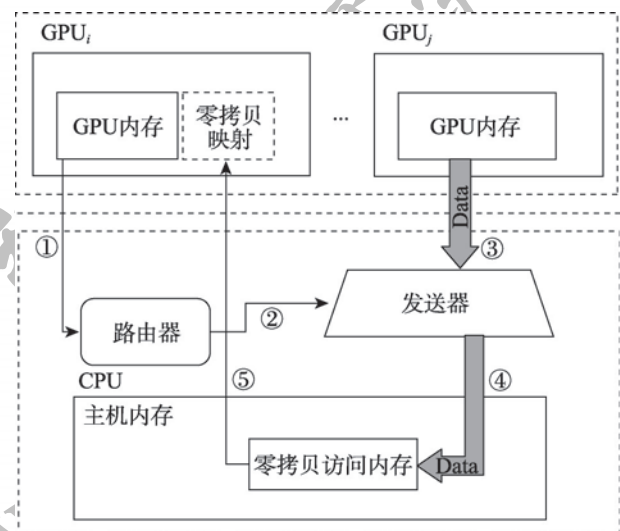 GPUi
GPUj
GPU内存
零拷贝
映射
...
GPU内存
Data
①
③
发送器
②
路由器
CPU
⑤
④
主机内存
零拷贝访问内存
Data